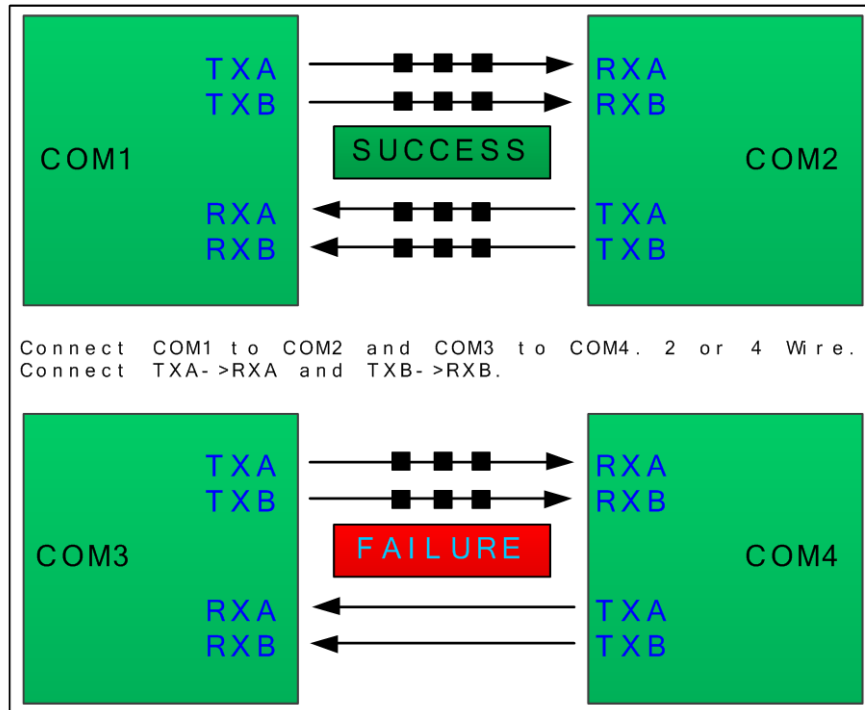 TXA RXA
TXB RXB
SUCCESS
COM1 COM2
RXA TXA
RXB TXB
Connect COM1 to COM2 and COM3 to COM4. 2 or 4 Wire.
Connect TXA->RXA and TXB->RXB.
TXA RXA
TXB RXB
FAILURE
COM3 COM4
RXA TXA
RXB TXB